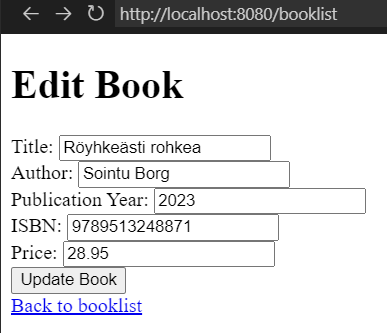 http://localhost:8080/booklist
Edit Book
Title: Röyhkeästi rohkea
Author: Sointu Borg
Publication Year: 2023
ISBN: 9789513248871
Price: 28.95
Update Book
Back to booklist